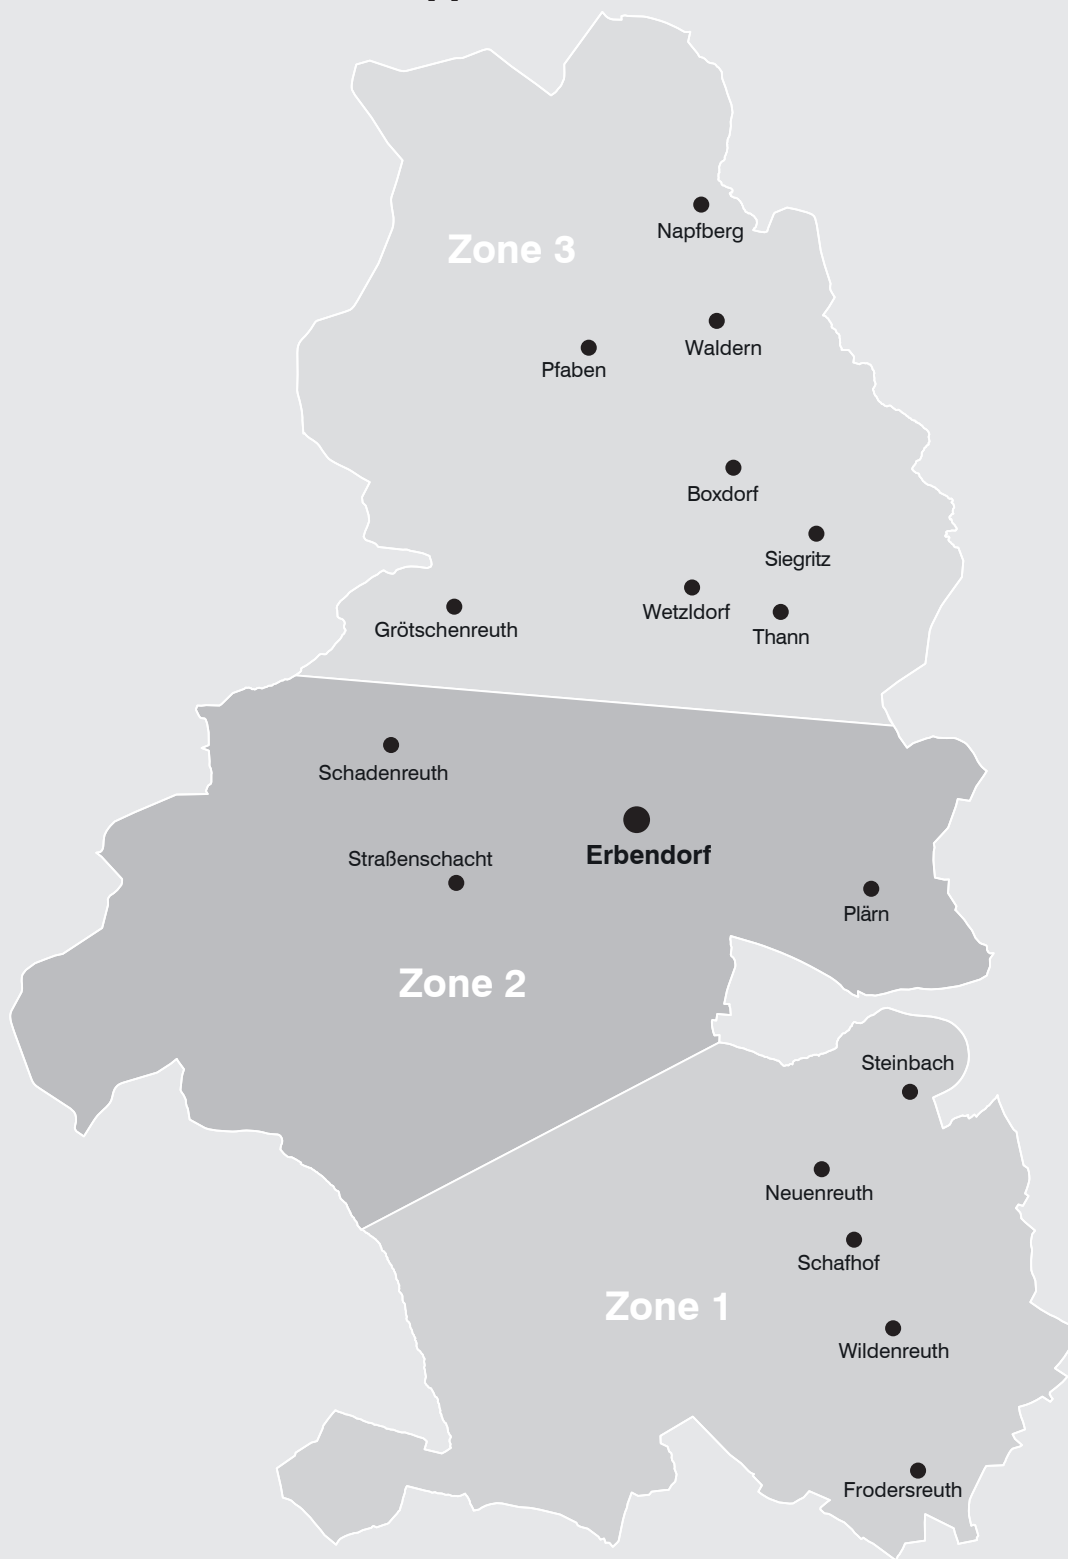 Napfberg
Zone 3
Waldern
Pfaben
Boxdorf
Siegritz
Wetzldorf
Grötschenreuth
Thann
Schadenreuth
Erbendorf
Straßenschacht
Plärn
Zone 2
Steinbach
Neuenreuth
Schafhof
Zone 1
Wildenreuth
Frodersreuth